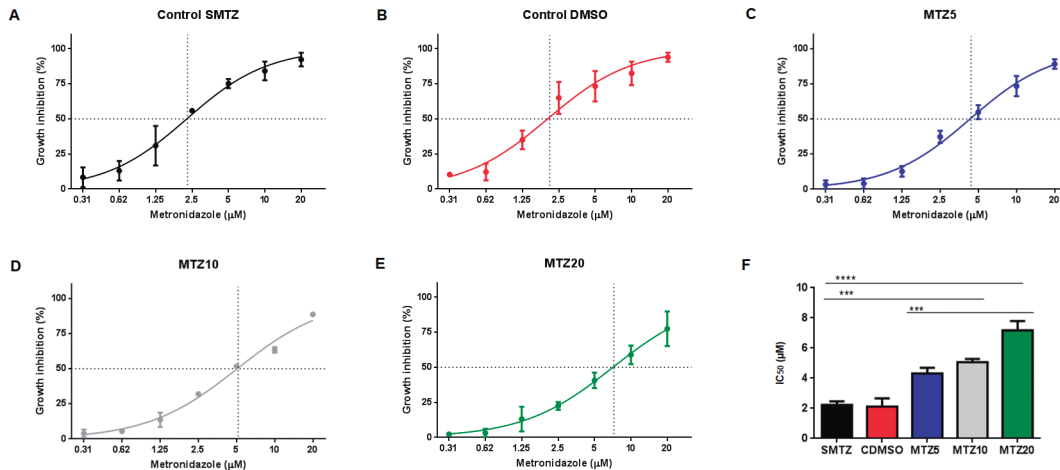 A
Control SMTZ
Growth inhibition (%)
100
75
50
25
0
0.31 0.62 1.25 2.5 5 10 20
Metronidazole (µM)
B
Control DMSO
Growth inhibition (%)
100
75
50
25
0
0.31 0.62 1.25 2.5 5 10 20
Metronidazole (µM)
C
MTZ5
Growth inhibition (%)
100
75
50
25
0
0.31 0.62 1.25 2.5 5 10 20
Metronidazole (µM)
D
MTZ10
Growth inhibition (%)
100
75
50
25
0
0.31 0.62 1.25 2.5 5 10 20
Metronidazole (µM)
E
MTZ20
Growth inhibition (%)
100
75
50
25
0
0.31 0.62 1.25 2.5 5 10 20
Metronidazole (µM)
F
****
***
***
IC50 (µM)
10
8
6
4
2
0
SMTZ CDMSO MTZ5 MTZ10 MTZ20